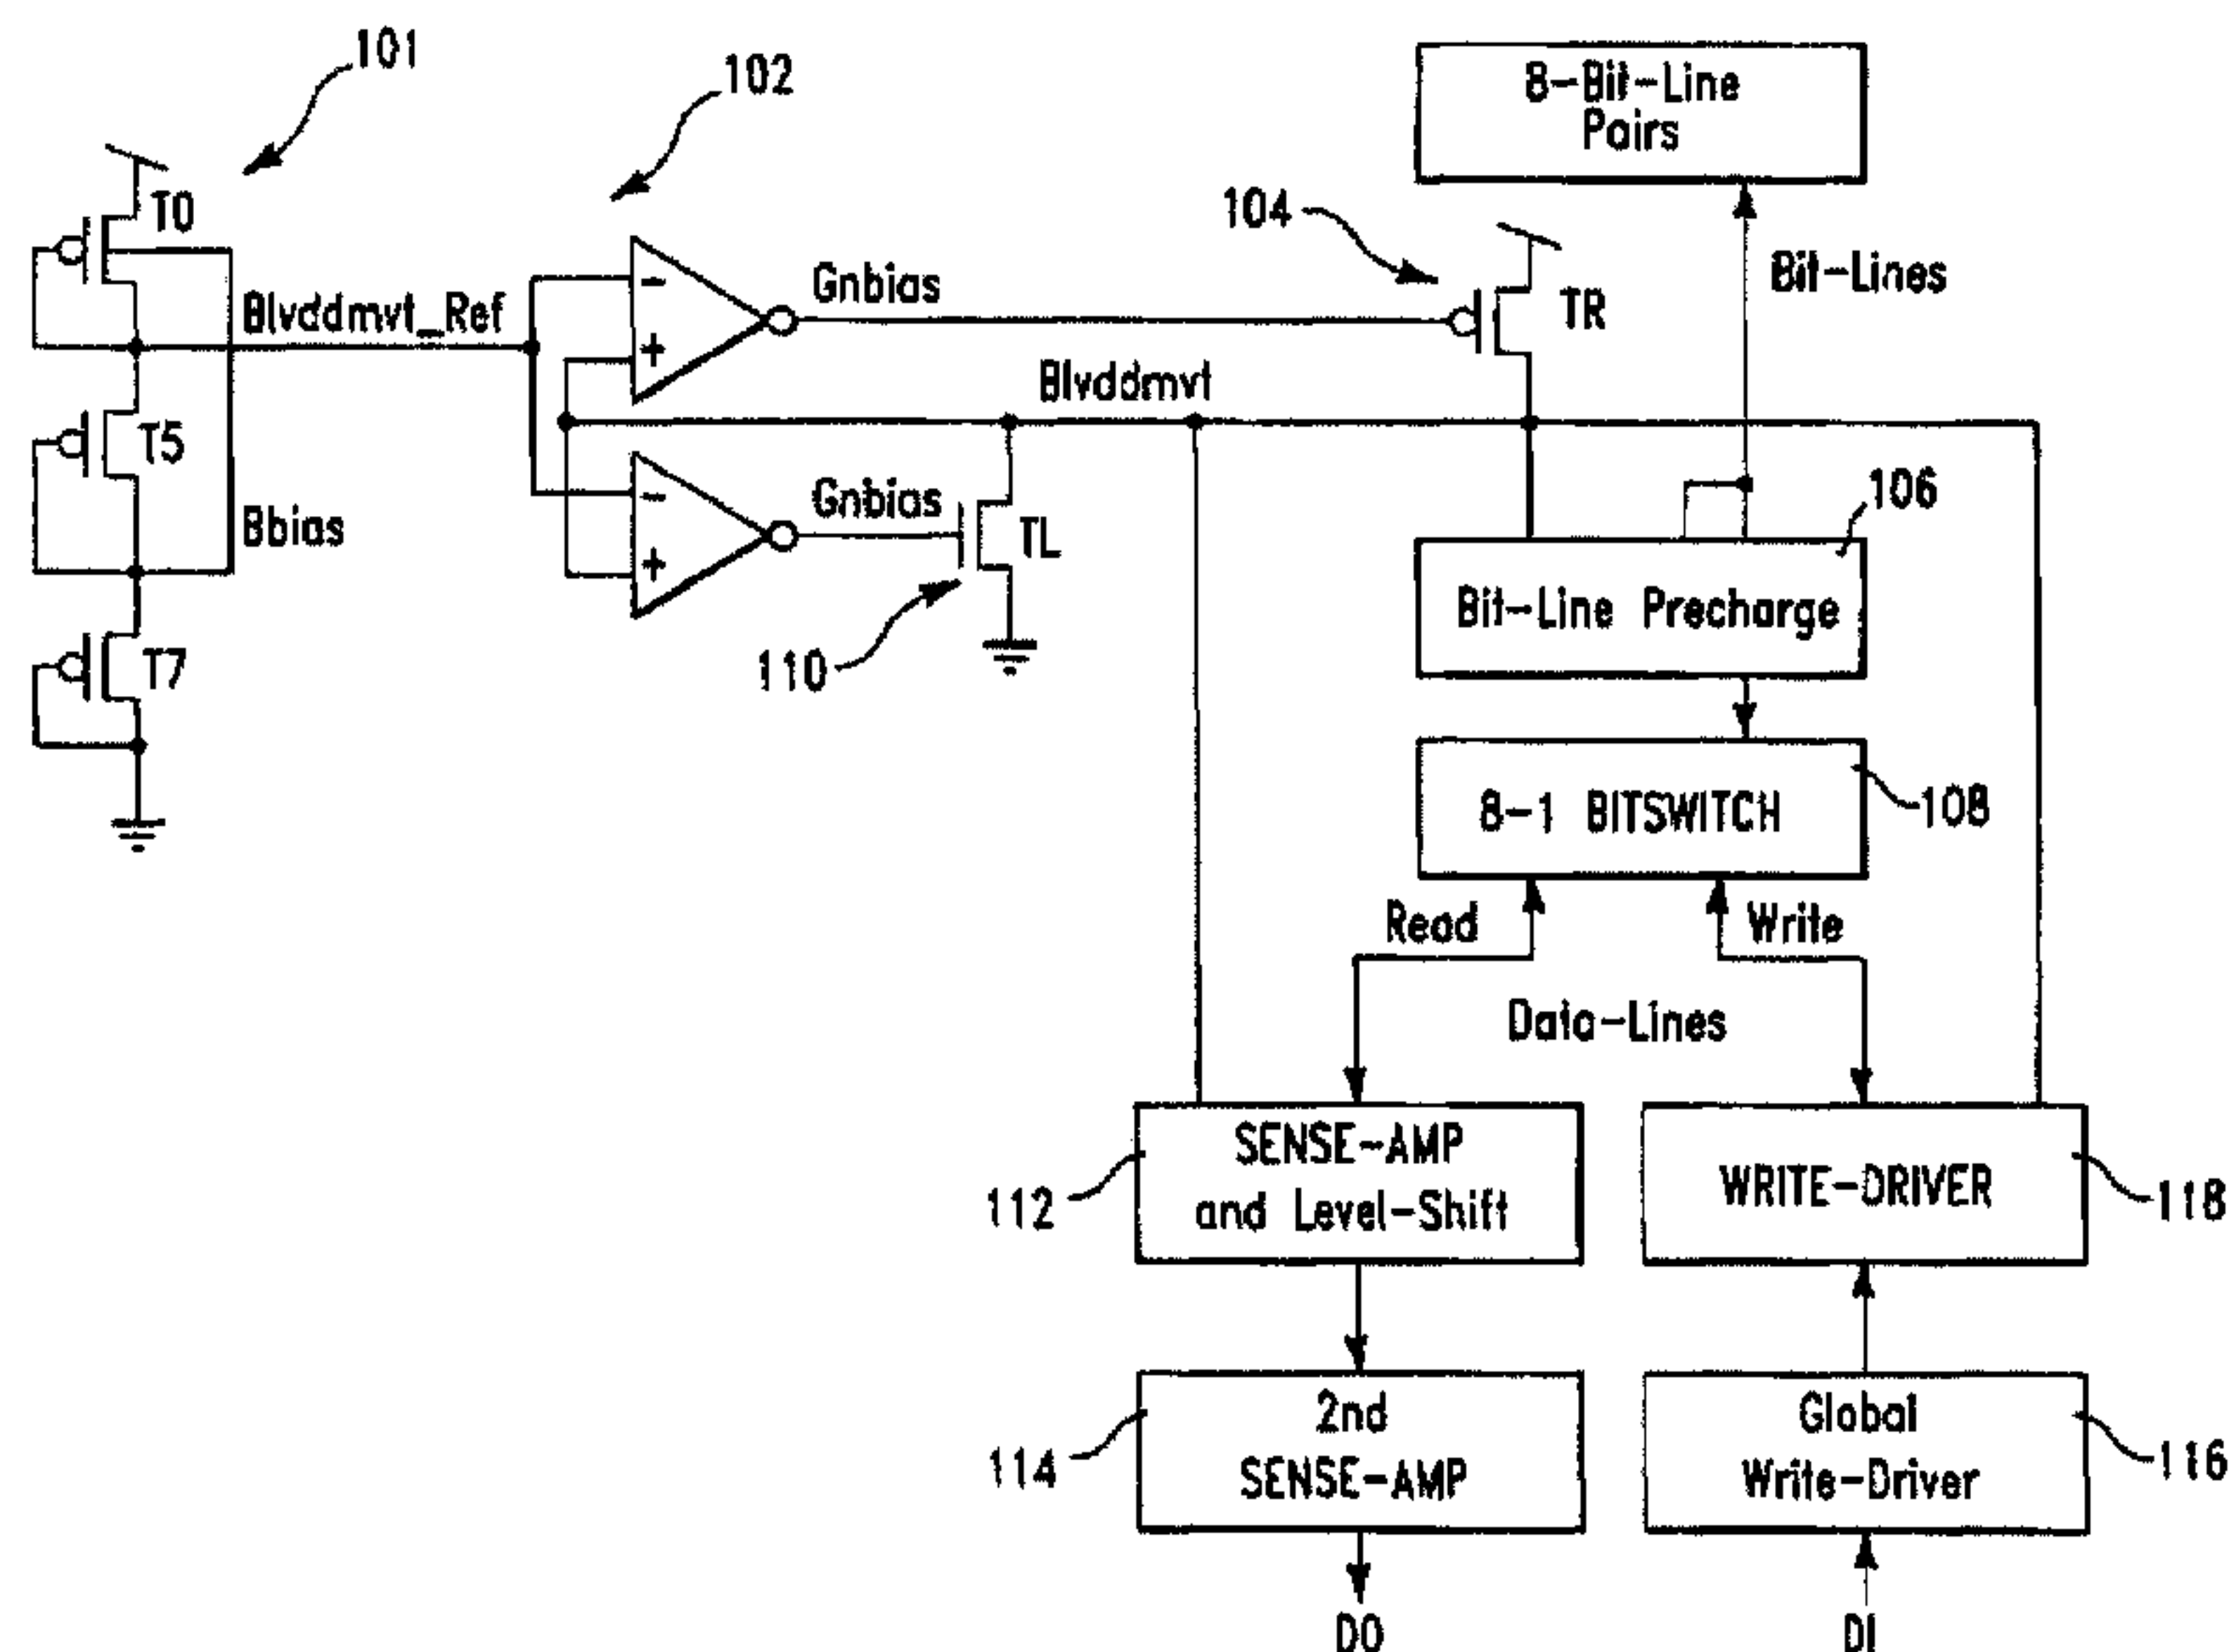 101
102
8-Bit-Line
Pairs
T0
104
Gnbias
Bit-Lines
TR
Blvddmvt_Ref
Blvddmvt
T5
Gnbias
106
Bbias
TL
Bit-Line Precharge
110
T7
8-1 BITSWITCH
108
Read
Write
Data-Lines
SENSE-AMP
and Level-Shift
112
WRITE-DRIVER
118
2nd
SENSE-AMP
114
Global
Write-Driver
116
DO
DI
-
+
-
+